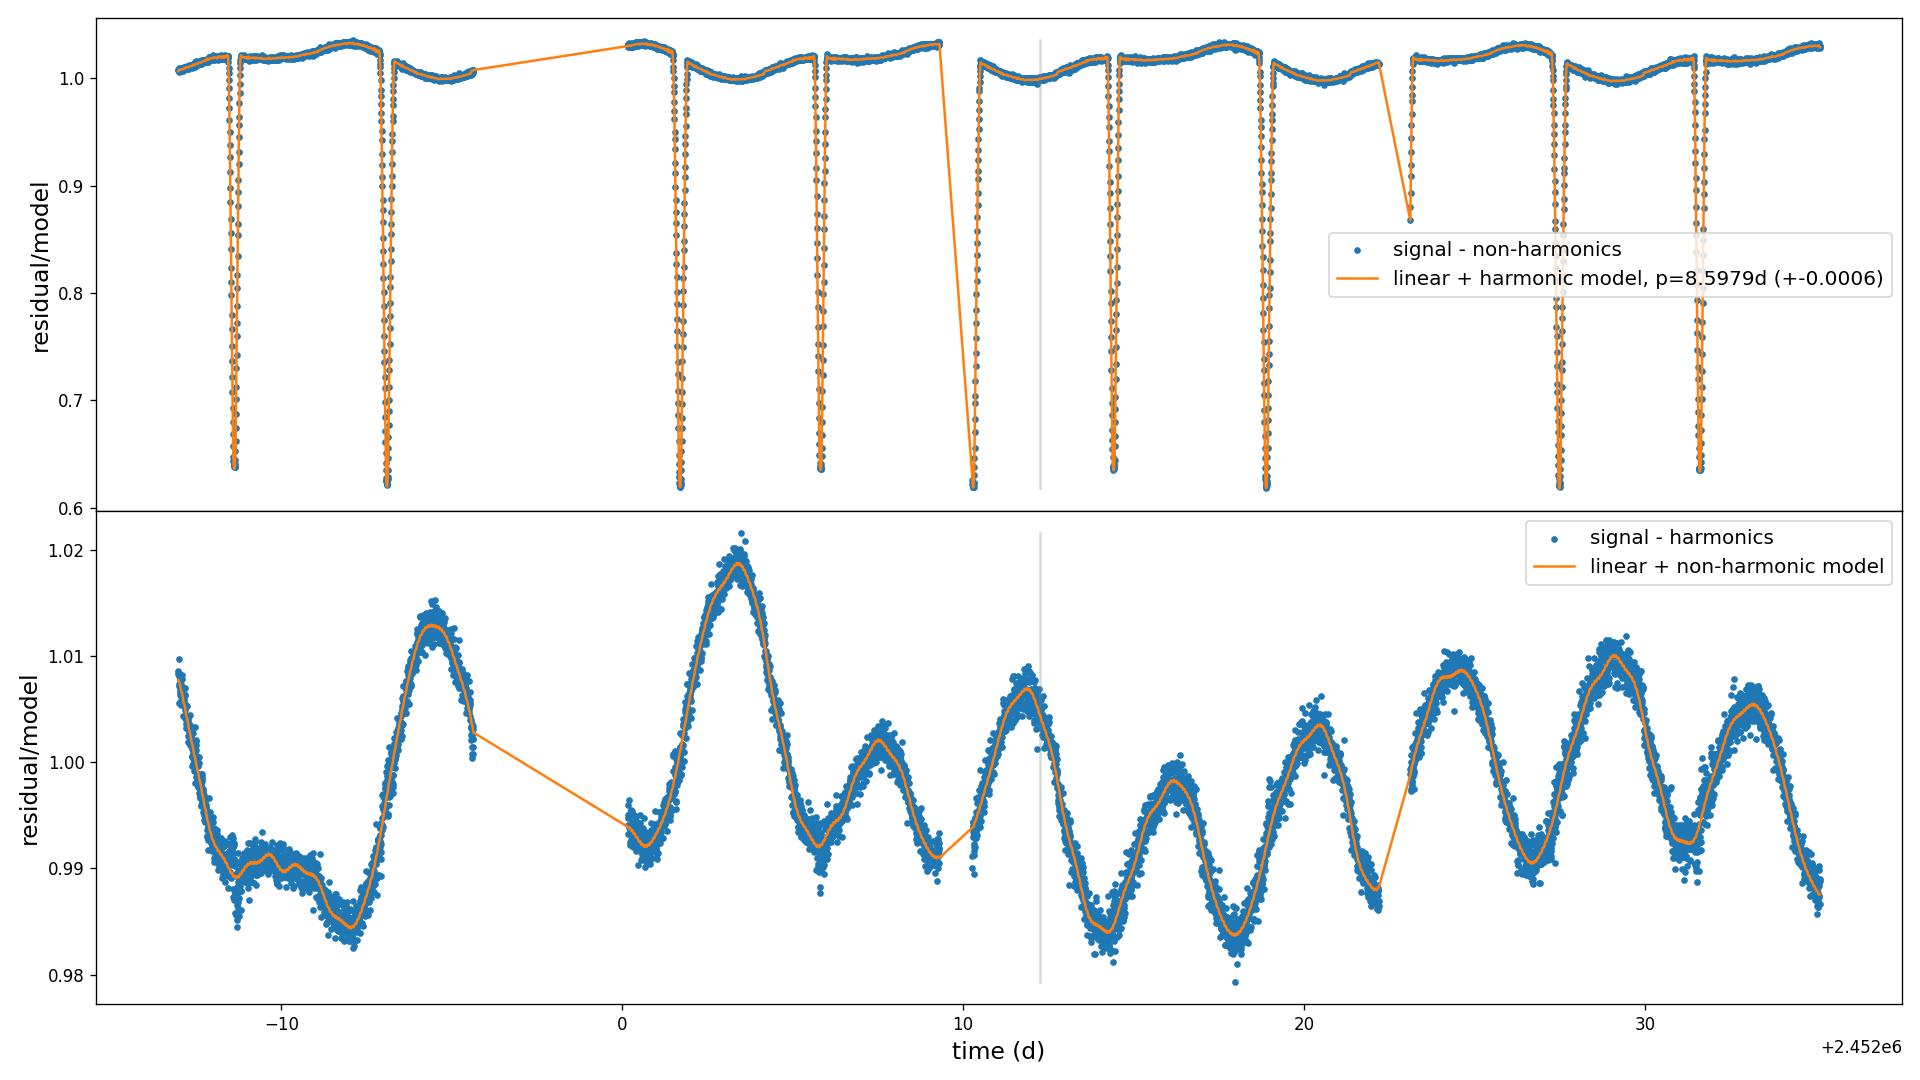 1.0
0.9
0.8
0.7
0.6
residual/model
signal - non-harmonics
linear + harmonic model, p=8.5979d (+-0.0006)
1.02
1.01
1.00
0.99
0.98
residual/model
signal - harmonics
linear + non-harmonic model
−10
0
10
20
30
time (d)
+2.452e6